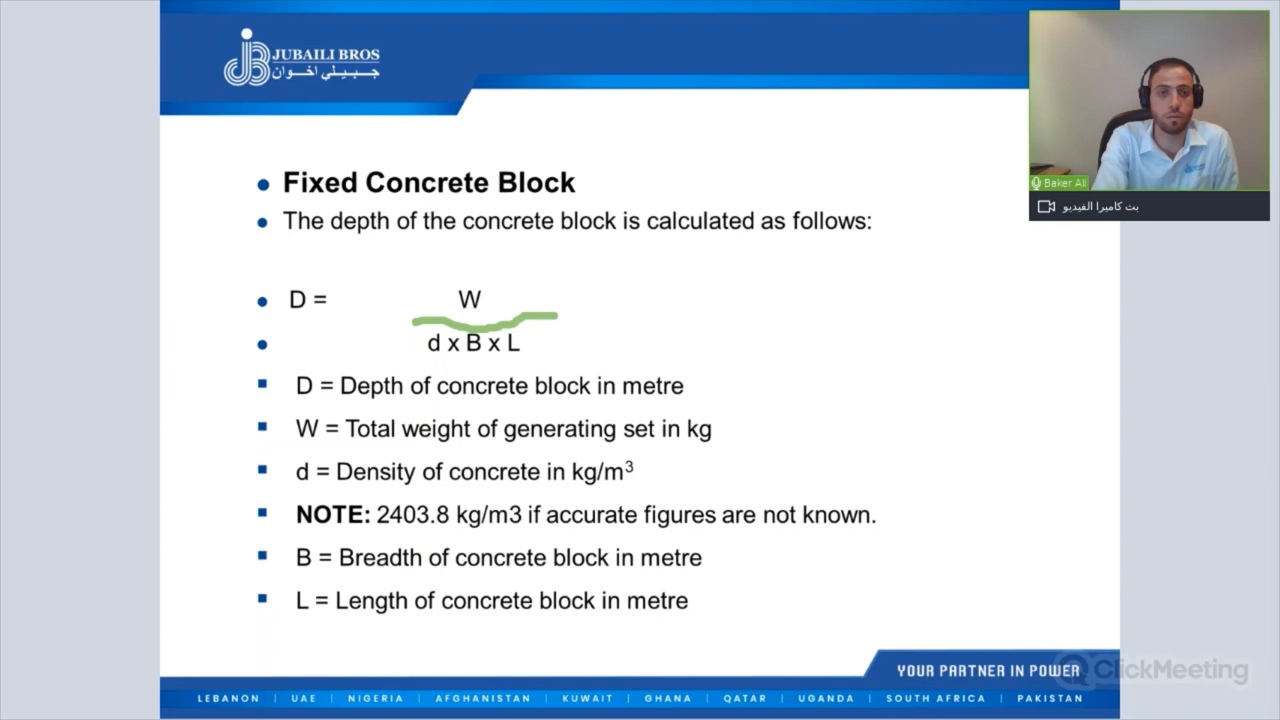 JUBAILI BROS
جبيلي اخوان
Baker Ali
بث كاميرا الفيديو
Fixed Concrete Block
The depth of the concrete block is calculated as follows:
D = W
d x B x L
D = Depth of concrete block in metre
W = Total weight of generating set in kg
d = Density of concrete in kg/m³
NOTE: 2403.8 kg/m3 if accurate figures are not known.
B = Breadth of concrete block in metre
L = Length of concrete block in metre
YOUR PARTNER IN POWER
ClickMeeting
LEBANON | UAE | NIGERIA | AFGHANISTAN | KUWAIT | GHANA | QATAR | UGANDA | SOUTH AFRICA | PAKISTAN